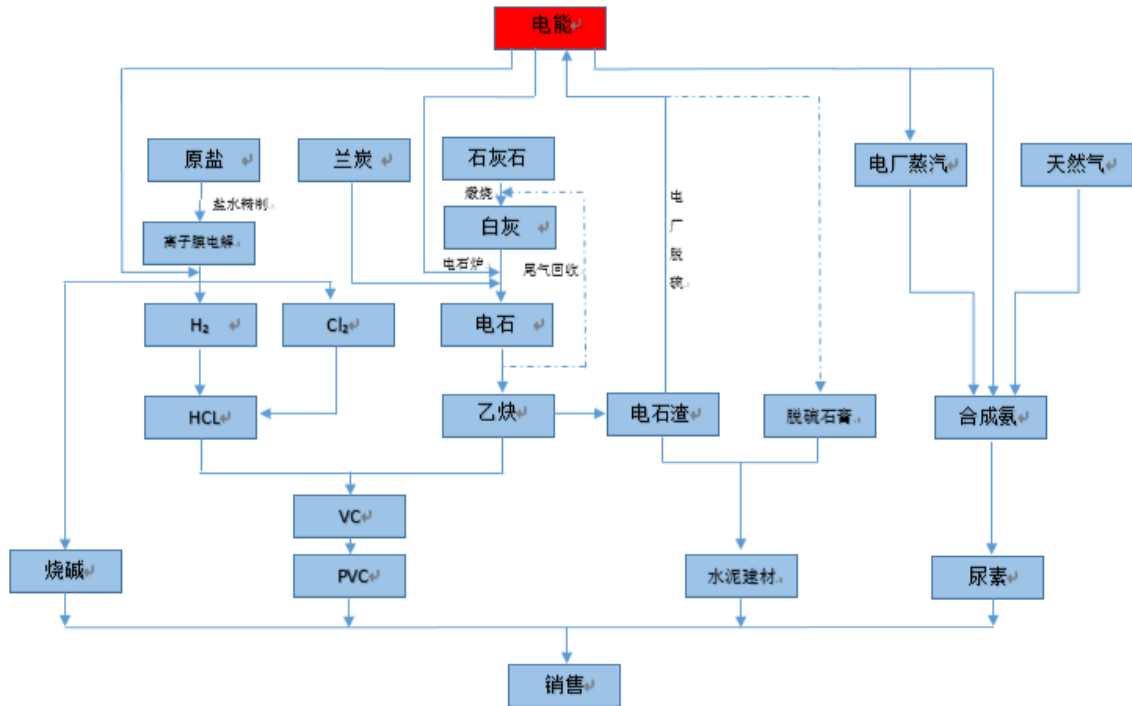 电能
原盐
兰炭
石灰石
电厂蒸汽
天然气
煅烧
盐水精制
白灰
电厂脱硫
离子膜电解
电石炉
尾气回收
H₂
Cl₂
电石
HCL
乙炔
电石渣
脱硫石膏
合成氨
VC
烧碱
PVC
水泥建材
尿素
销售